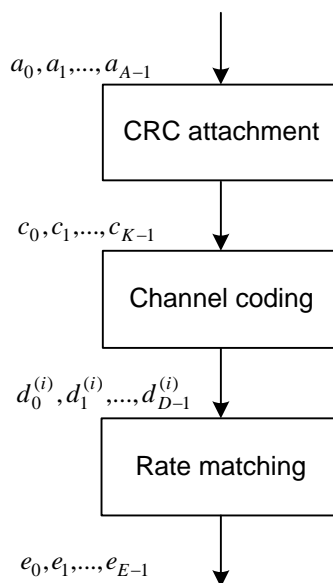 a_0, a_1,..., a_{A-1}
CRC attachment
c_0, c_1,..., c_{K-1}
Channel coding
d_0^{(i)}, d_1^{(i)},..., d_{D-1}^{(i)}
Rate matching
e_0, e_1,..., e_{E-1}